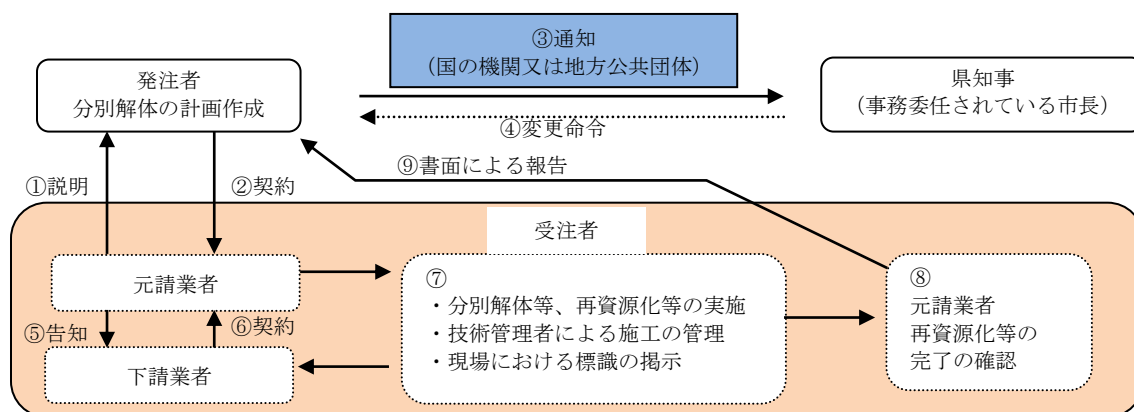 ③通知
（国の機関又は地方公共団体）
発注者
分別解体の計画作成
県知事
（事務委任されている市長）
④変更命令
⑨書面による報告
①説明
②契約
受注者
元請業者
⑦
・分別解体等、再資源化等の実施
・技術管理者による施工の管理
・現場における標識の掲示
⑧
元請業者
再資源化等の
完了の確認
⑤告知
⑥契約
下請業者